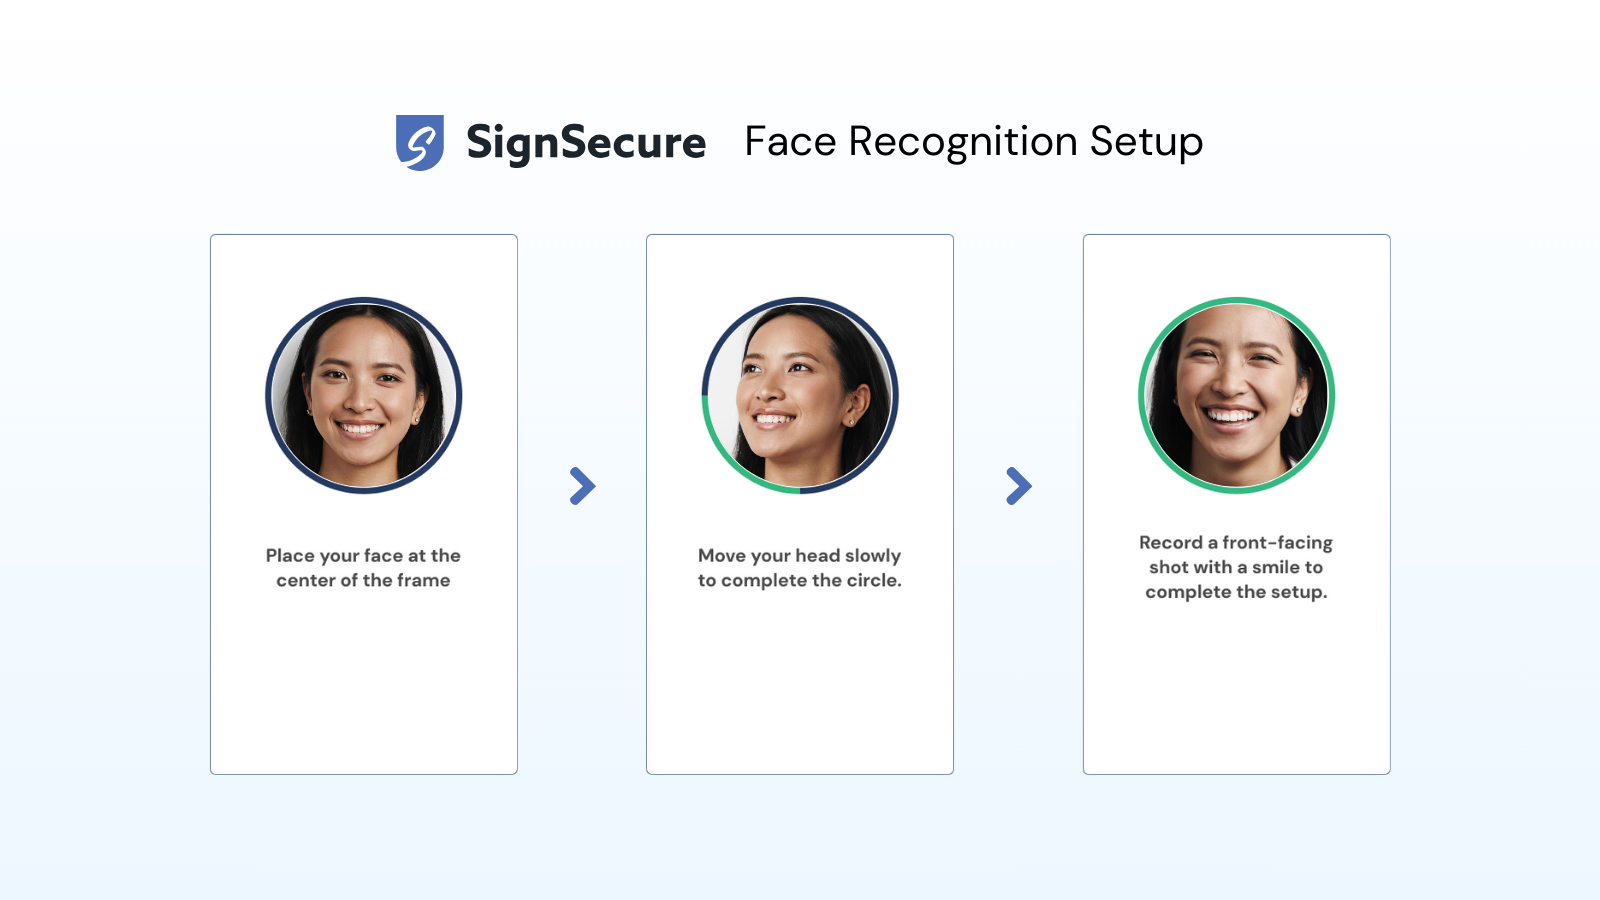 SignSecure Face Recognition Setup
Place your face at the
center of the frame
Move your head slowly
to complete the circle.
Record a front-facing
shot with a smile to
complete the setup.